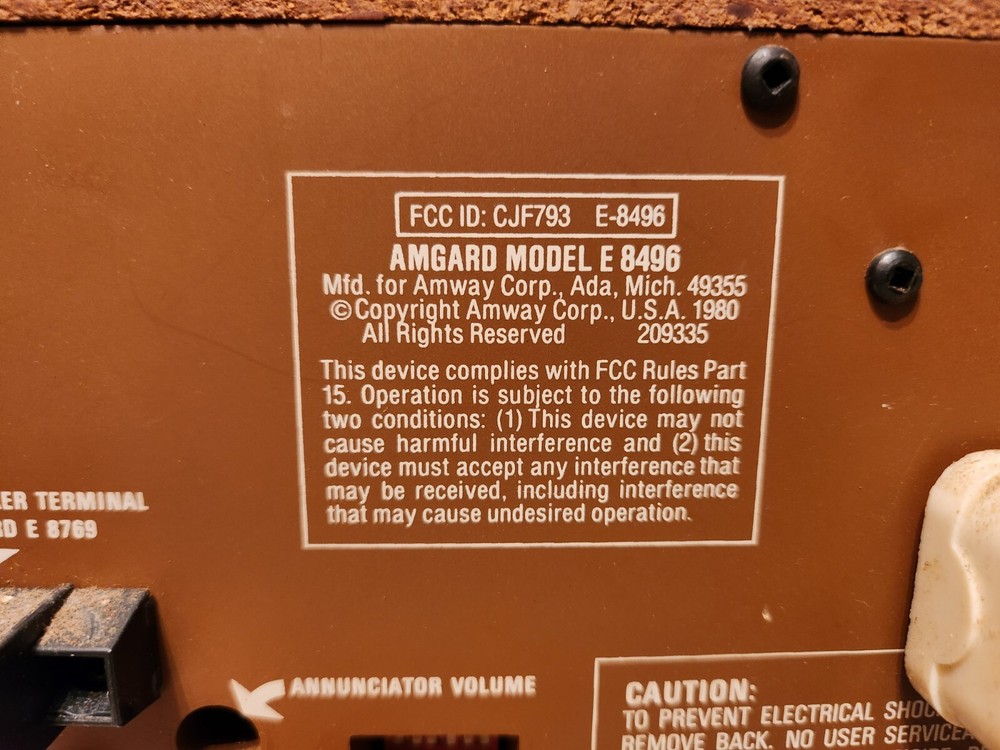 FCC ID: CJF793 E-8496
AMGARD MODEL E 8496
Mfd. for Amway Corp., Ada, Mich. 49355
©Copyright Amway Corp., U.S.A. 1980
All Rights Reserved 209335
This device complies with FCC Rules Part
15. Operation is subject to the following
two conditions: (1) This device may not
cause harmful interference and (2) this
device must accept any interference that
may be received, including interference
that may cause undesired operation.
TERMINAL
E 8769
ANNUNCIATOR VOLUME
CAUTION:
TO PREVENT ELECTRICAL
REMOVE BACK. NO USER